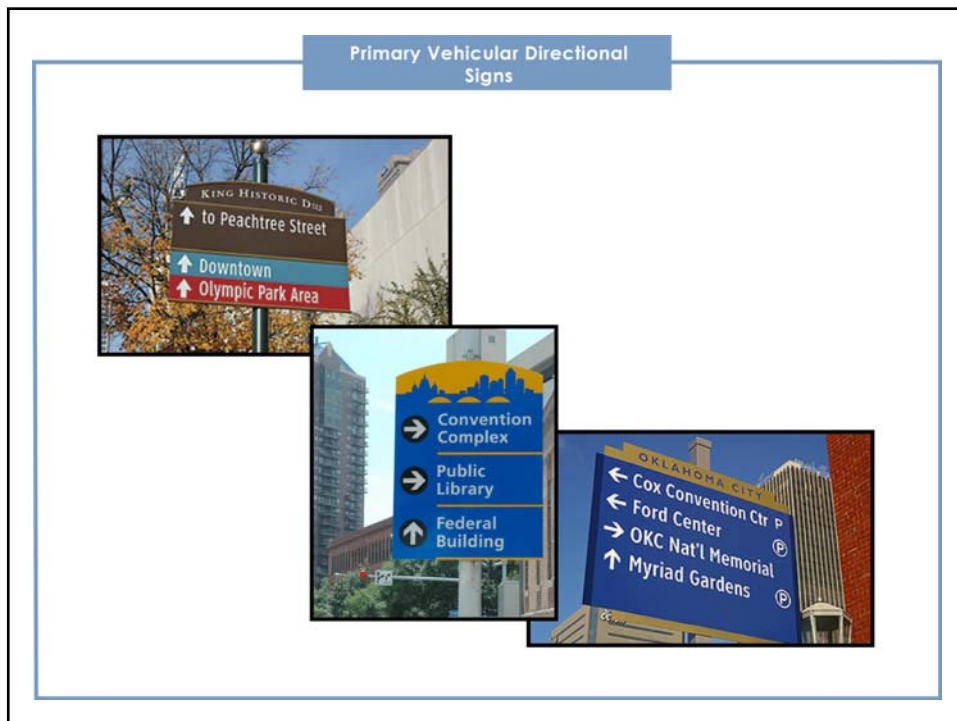 Primary Vehicular Directional
Signs
KING HISTORIC Dist
to Peachtree Street
Downtown
Olympic Park Area
Convention
Complex
Public
Library
Federal
Building
OKLAHOMA CITY
Cox Convention Ctr P
Ford Center P
OKC Nat'l Memorial
Myriad Gardens P